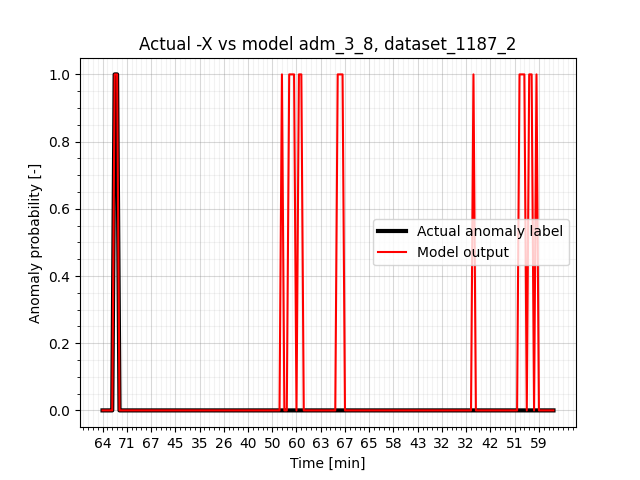 Actual -X vs model adm_3_8, dataset_1187_2
Anomaly probability [-]
1.0
0.8
0.6
0.4
0.2
0.0
Actual anomaly label
Model output
64 71 67 45 35 26 40 50 60 63 67 65 58 43 32 32 42 51 59
Time [min]